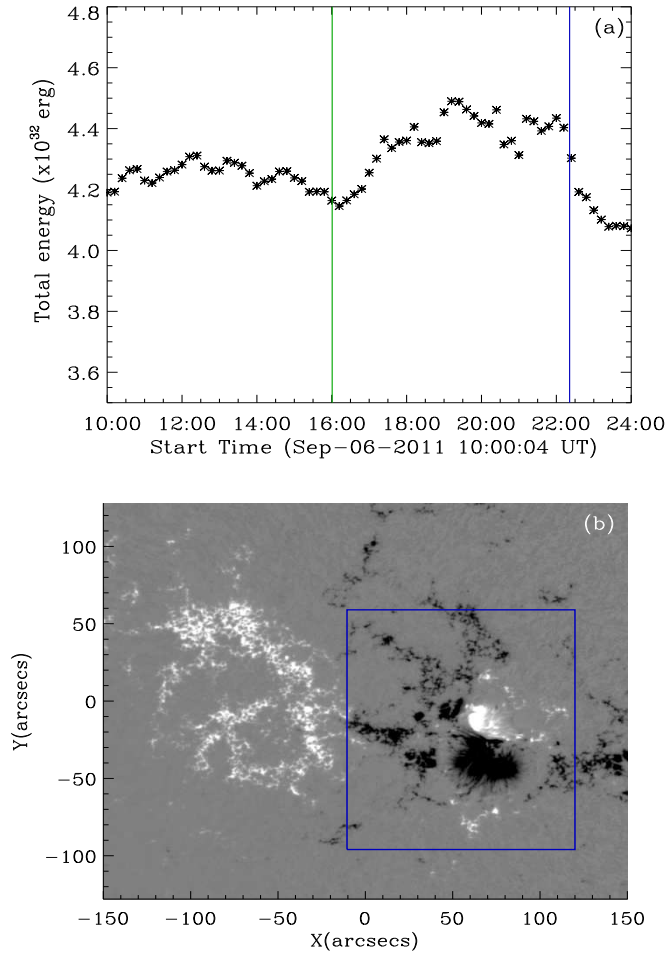 4.8
(a)
4.6
4.4
4.2
4.0
3.8
3.6
Total energy (x10³² erg)
10:00 12:00 14:00 16:00 18:00 20:00 22:00 24:00
Start Time (Sep-06-2011 10:00:04 UT)
(b)
100
50
0
-50
-100
Y(arcsecs)
-150 -100 -50 0 50 100 150
X(arcsecs)